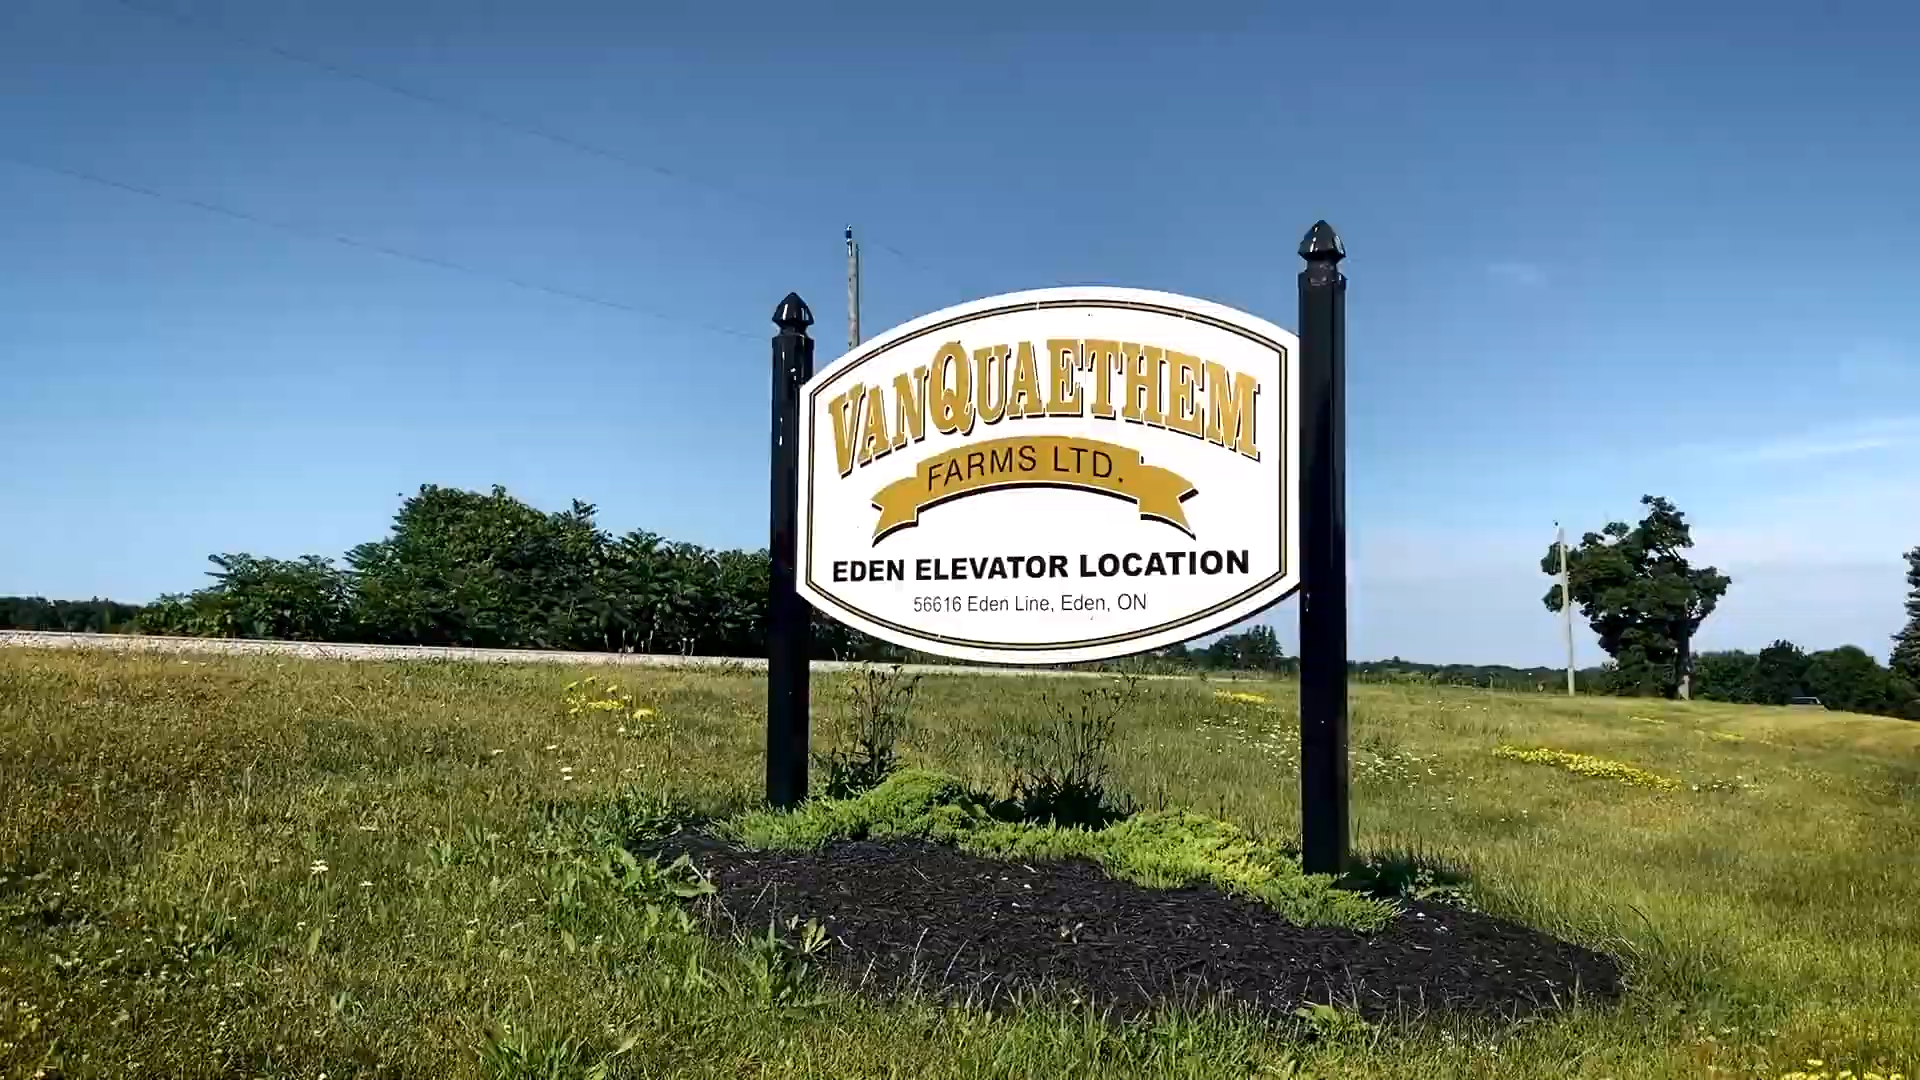 VANQUAETHEM
FARMS LTD.
EDEN ELEVATOR LOCATION
56616 Eden Line, Eden, ON